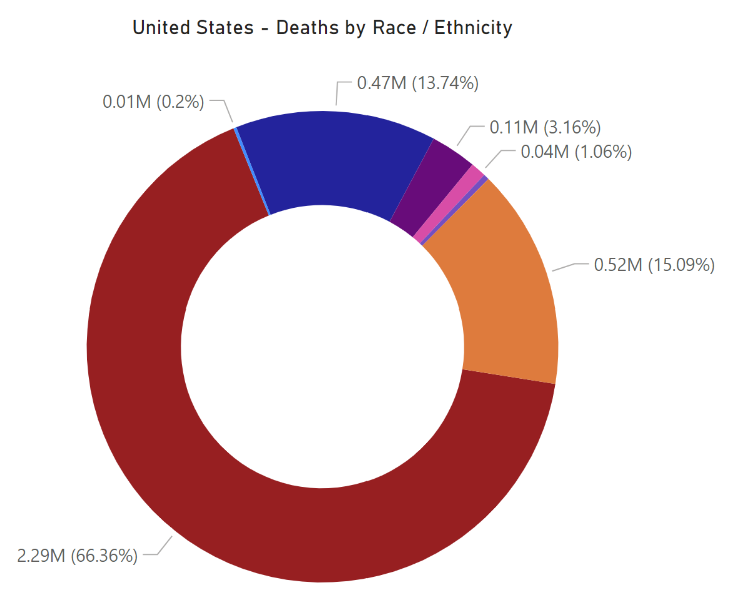 United States - Deaths by Race / Ethnicity
0.47M (13.74%)
0.01M (0.2%)
0.11M (3.16%)
0.04M (1.06%)
0.52M (15.09%)
2.29M (66.36%)